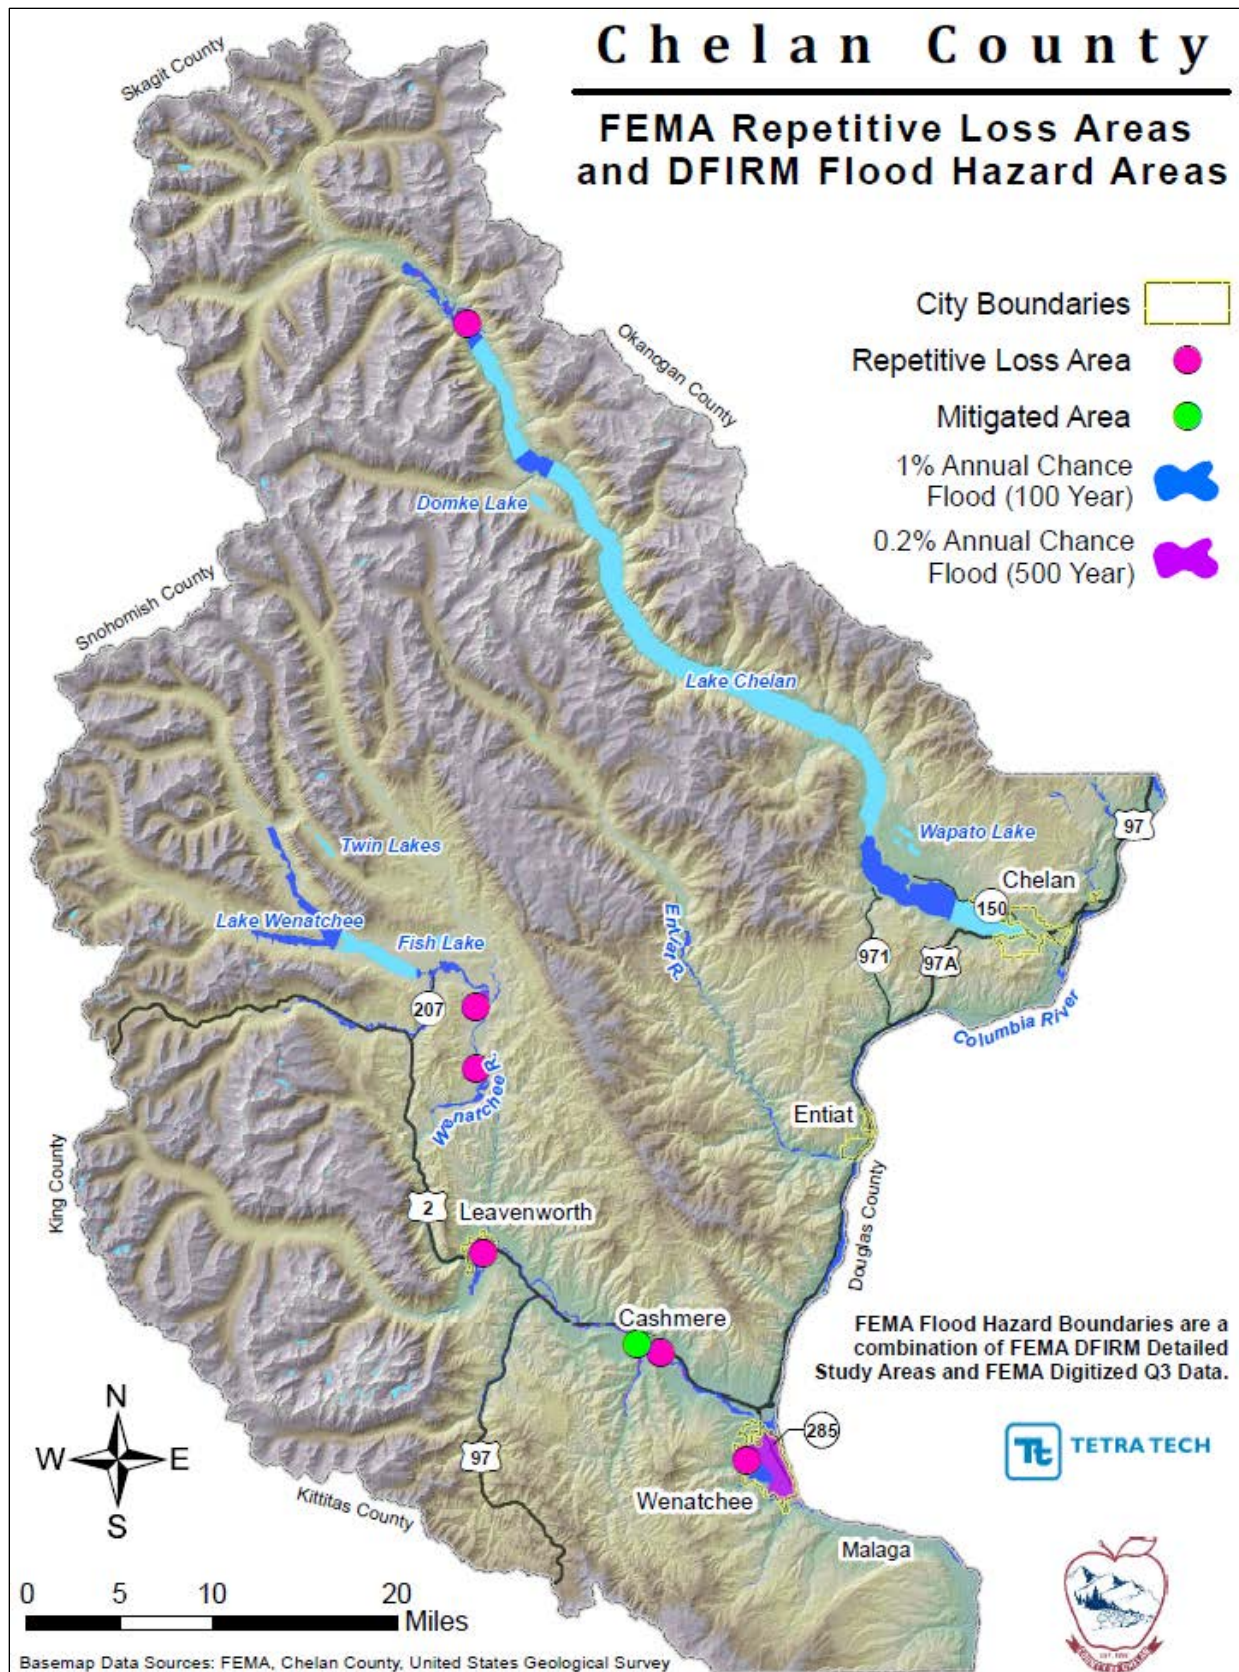 Chelan County
FEMA Repetitive Loss Areas
and DFIRM Flood Hazard Areas
City Boundaries
Repetitive Loss Area
Mitigated Area
1% Annual Chance
Flood (100 Year)
0.2% Annual Chance
Flood (500 Year)
Skagit County
Okanogan County
Domke Lake
Snohomish County
Lake Chelan
97
Wapato Lake
Twin Lakes
Chelan
150
Lake Wenatchee
Fish Lake
Entiat R.
971
97A
207
Columbia River
Wenatchee R.
Entiat
King County
2
Leavenworth
Douglas County
Cashmere
FEMA Flood Hazard Boundaries are a
combination of FEMA DFIRM Detailed
Study Areas and FEMA Digitized Q3 Data.
N
W E
S
285
97
Tt TETRA TECH
Wenatchee
Kittitas County
Malaga
0 5 10 20
Miles
COUNTY OF CHELAN
Basemap Data Sources: FEMA, Chelan County, United States Geological Survey